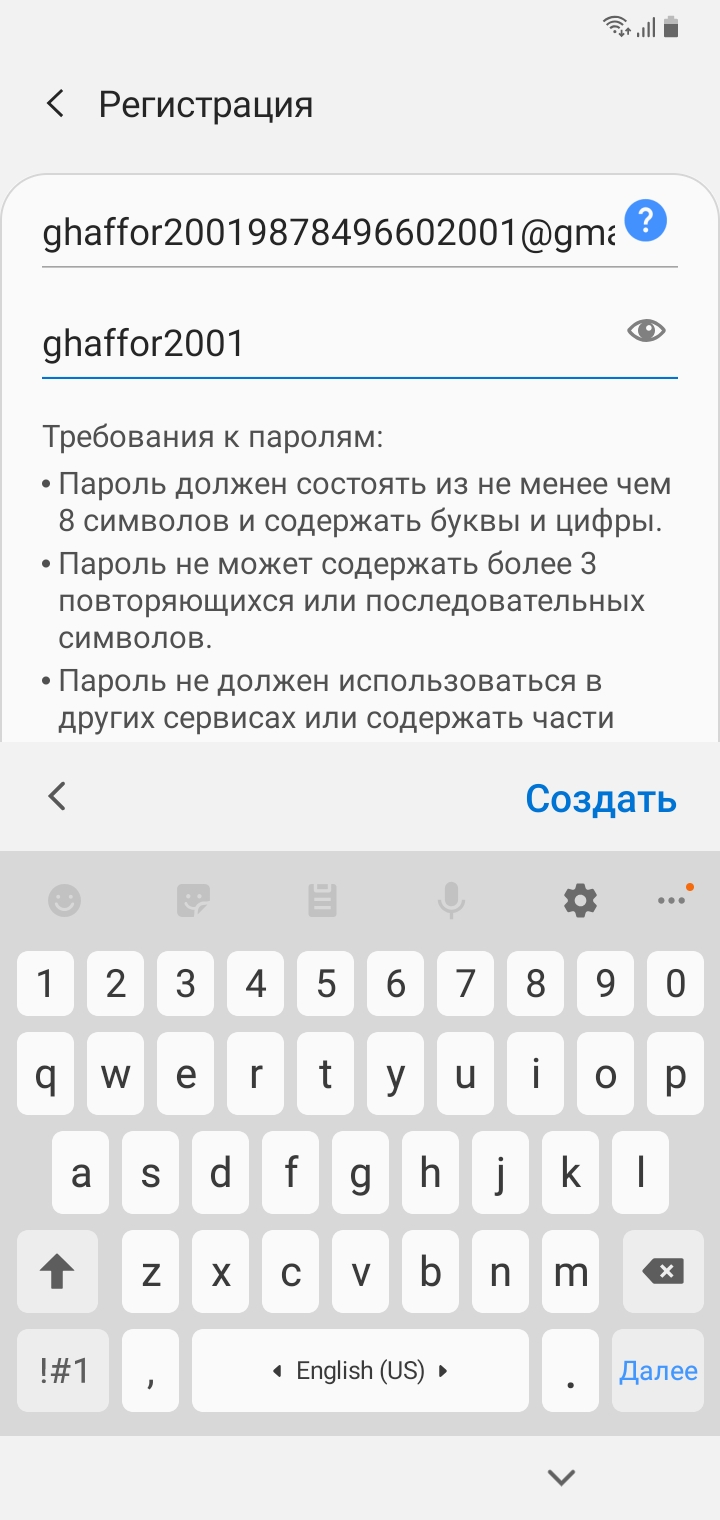 Регистрация
ghaffor20019878496602001@gma
?
ghaffor2001
Требования к паролям:
• Пароль должен состоять из не менее чем
8 символов и содержать буквы и цифры.
• Пароль не может содержать более 3
повторяющихся или последовательных
символов.
• Пароль не должен использоваться в
других сервисах или содержать части
Создать
1 2 3 4 5 6 7 8 9 0
q w e r t y u i o p
a s d f g h j k l
z x c v b n m
!#1 , English (US) . Далее